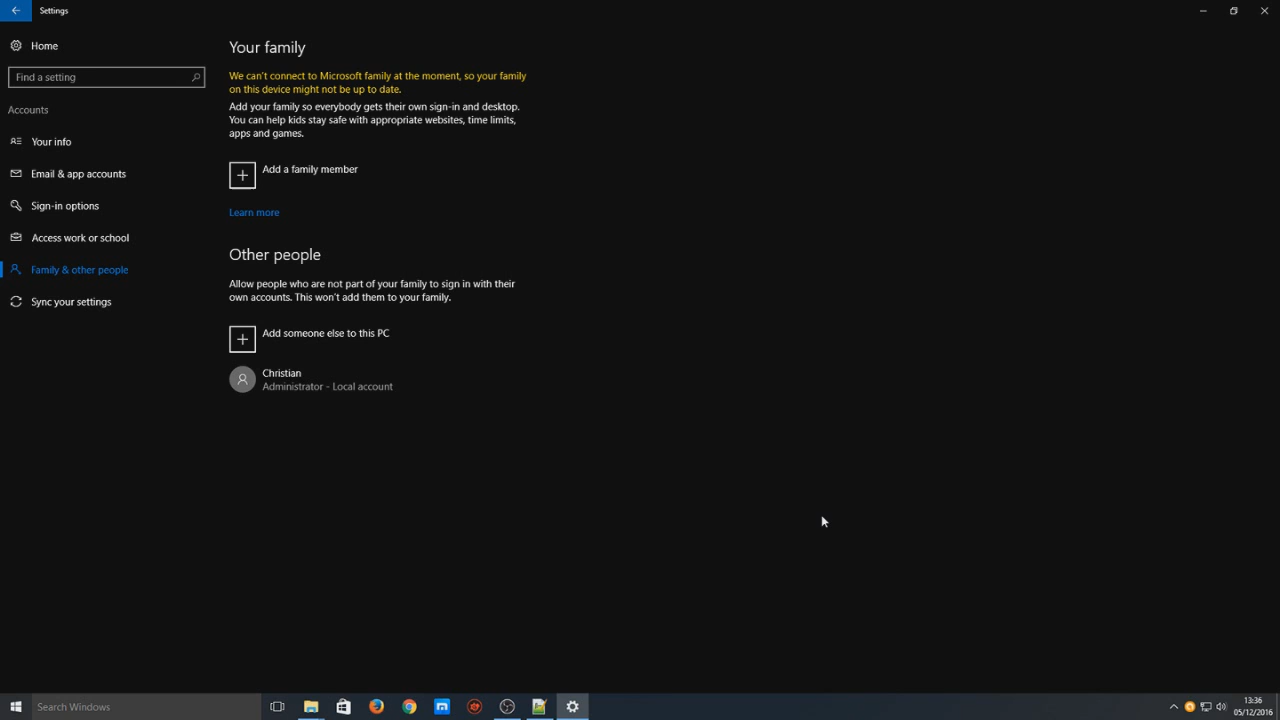 Settings
Home
Find a setting
Accounts
Your info
Email & app accounts
Sign-in options
Access work or school
Family & other people
Sync your settings
Your family
We can't connect to Microsoft family at the moment, so your family
on this device might not be up to date.
Add your family so everybody gets their own sign-in and desktop.
You can help kids stay safe with appropriate websites, time limits,
apps and games.
Add a family member
Learn more
Other people
Allow people who are not part of your family to sign in with their
own accounts. This won't add them to your family.
Add someone else to this PC
Christian
Administrator - Local account
Search Windows
13:36
05/12/2016